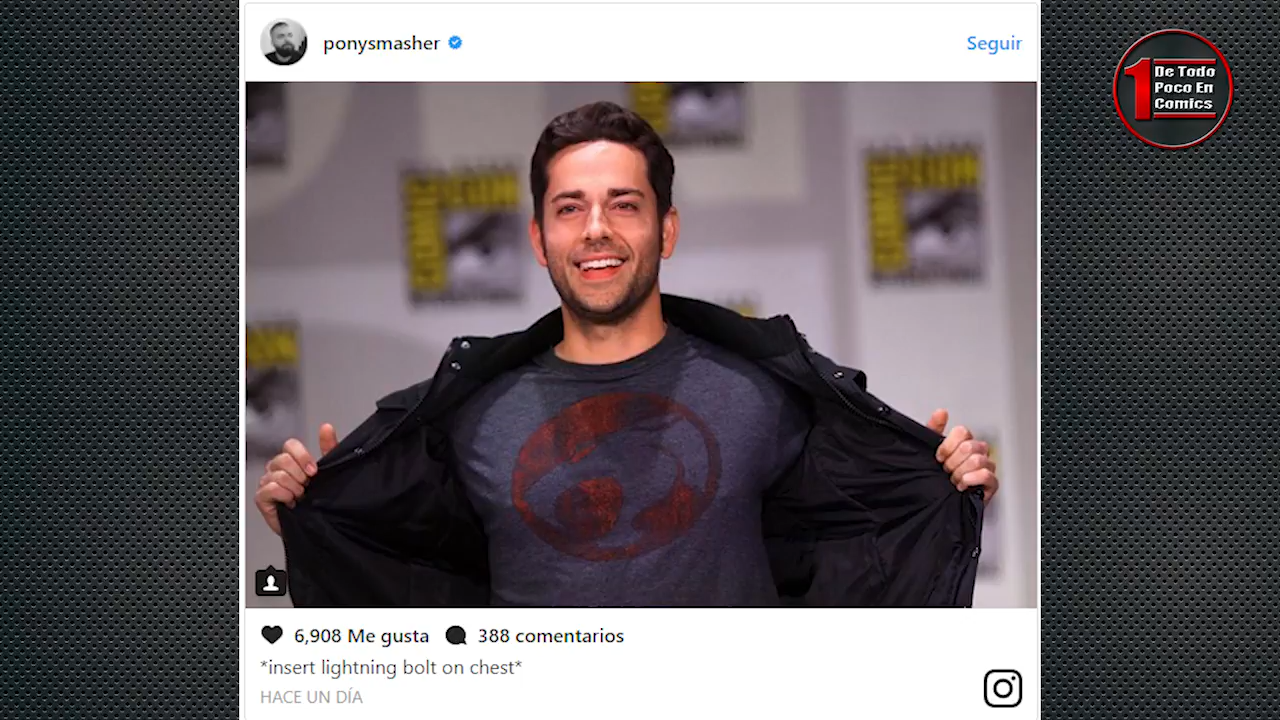 ponysmasher
Seguir
1 De Todo
Poco En
Comics
6,908 Me gusta
388 comentarios
*insert lightning bolt on chest*
HACE UN DÍA